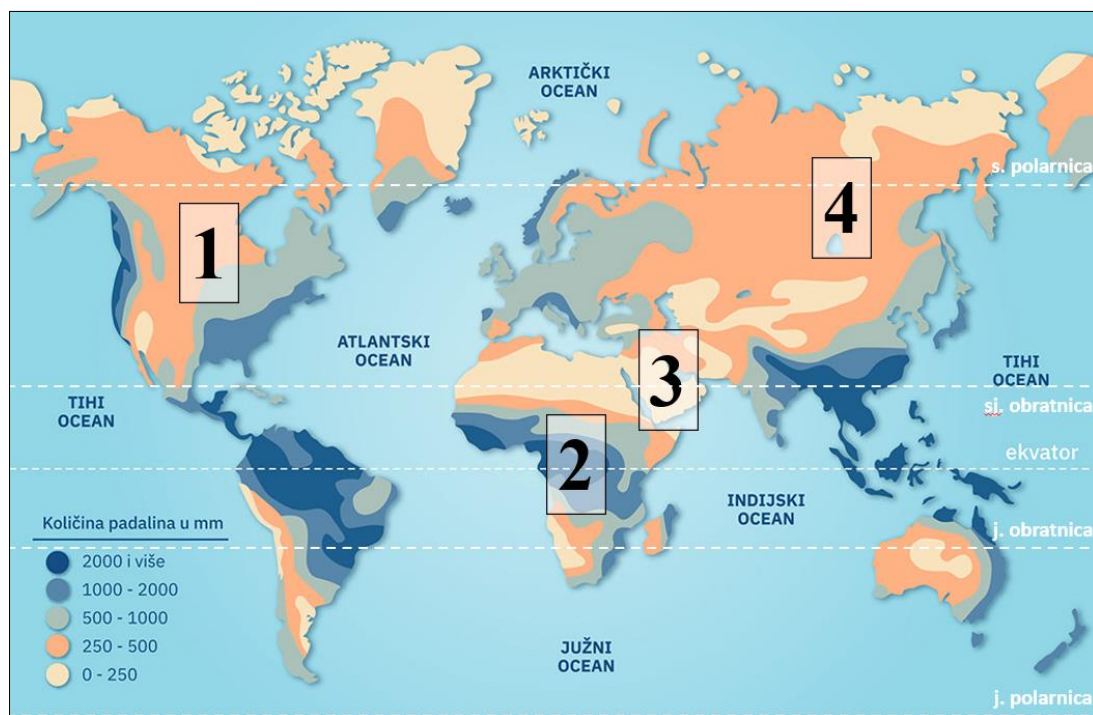 ARKTIČKI
OCEAN
s. polarnica
1
4
ATLANTSKI
OCEAN
3
TIHI
OCEAN
TIHI
OCEAN
sj. obratnica
2
ekvator
INDIJSKI
OCEAN
Količina padalina u mm
j. obratnica
2000 i više
1000 - 2000
500 - 1000
250 - 500
0 - 250
JUŽNI
OCEAN
j. polarnica